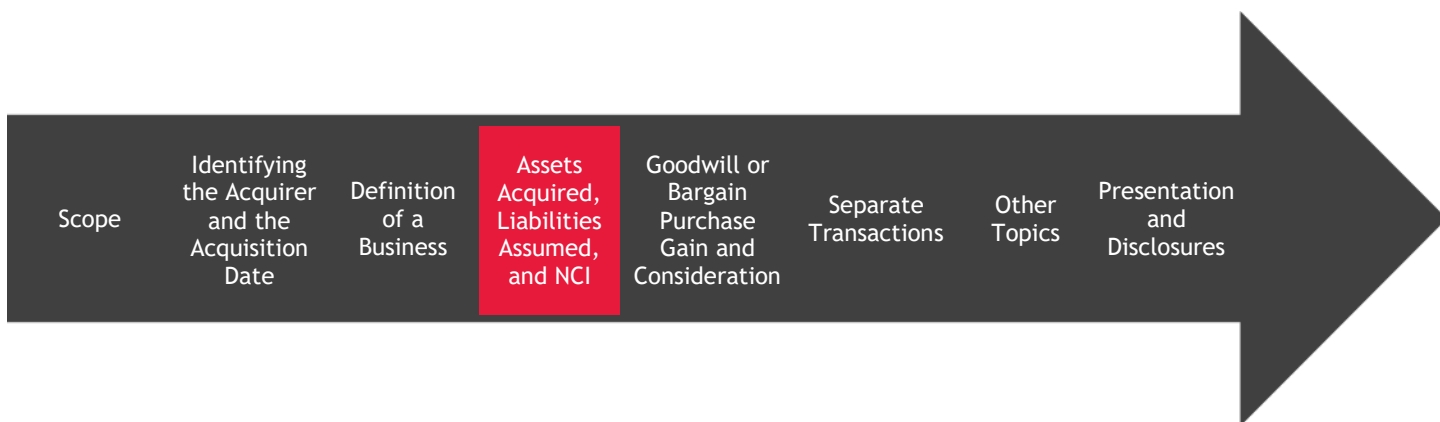 Scope
Identifying
the Acquirer
and the
Acquisition
Date
Definition
of a
Business
Assets
Acquired,
Liabilities
Assumed,
and NCI
Goodwill or
Bargain
Purchase
Gain and
Consideration
Separate
Transactions
Other
Topics
Presentation
and
Disclosures